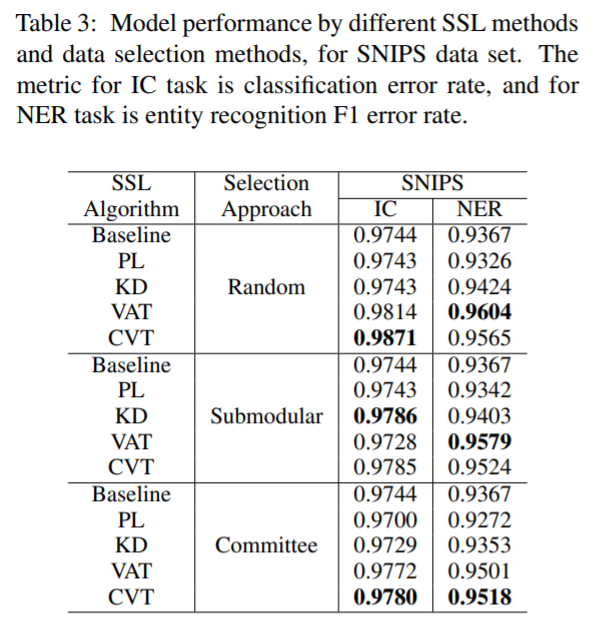 Table 3: Model performance by different SSL methods
and data selection methods, for SNIPS data set. The
metric for IC task is classification error rate, and for
NER task is entity recognition F1 error rate.
SSL Selection SNIPS
Algorithm Approach IC NER
Baseline 0.9744 0.9367
PL 0.9743 0.9326
KD Random 0.9743 0.9424
VAT 0.9814 0.9604
CVT 0.9871 0.9565
Baseline 0.9744 0.9367
PL 0.9743 0.9342
KD Submodular 0.9786 0.9403
VAT 0.9728 0.9579
CVT 0.9785 0.9524
Baseline 0.9744 0.9367
PL 0.9700 0.9272
KD Committee 0.9729 0.9353
VAT 0.9772 0.9501
CVT 0.9780 0.9518